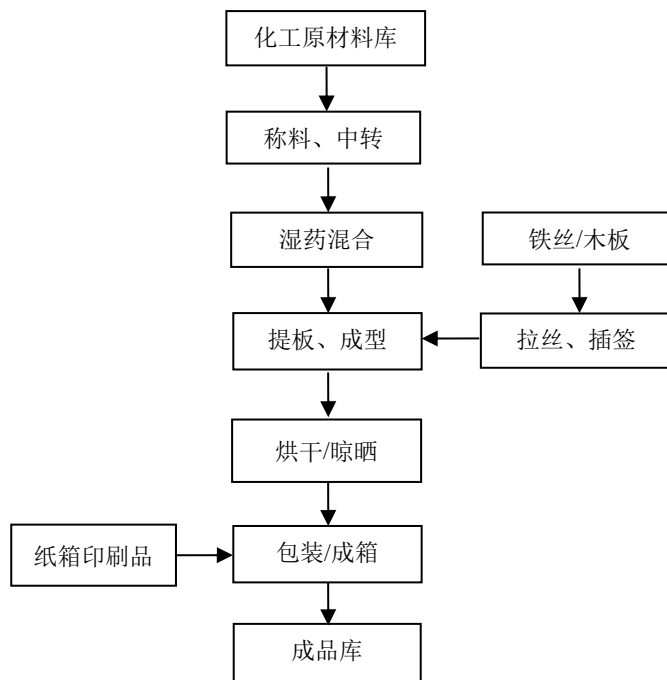 化工原材料库
称料、中转
湿药混合
铁丝/木板
提板、成型
拉丝、插签
烘干/晾晒
纸箱印刷品
包装/成箱
成品库